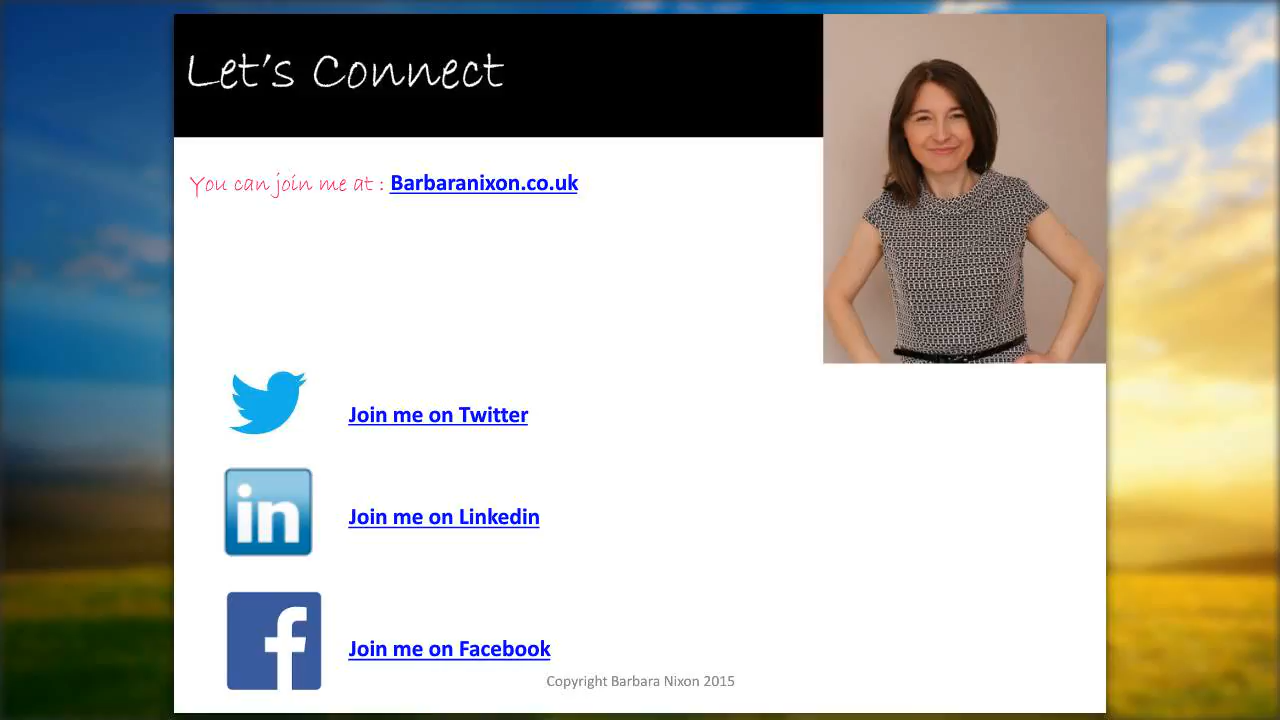 Let's Connect
You can join me at : Barbaranixon.co.uk
Join me on Twitter
in
Join me on Linkedin
f
Join me on Facebook
Copyright Barbara Nixon 2015